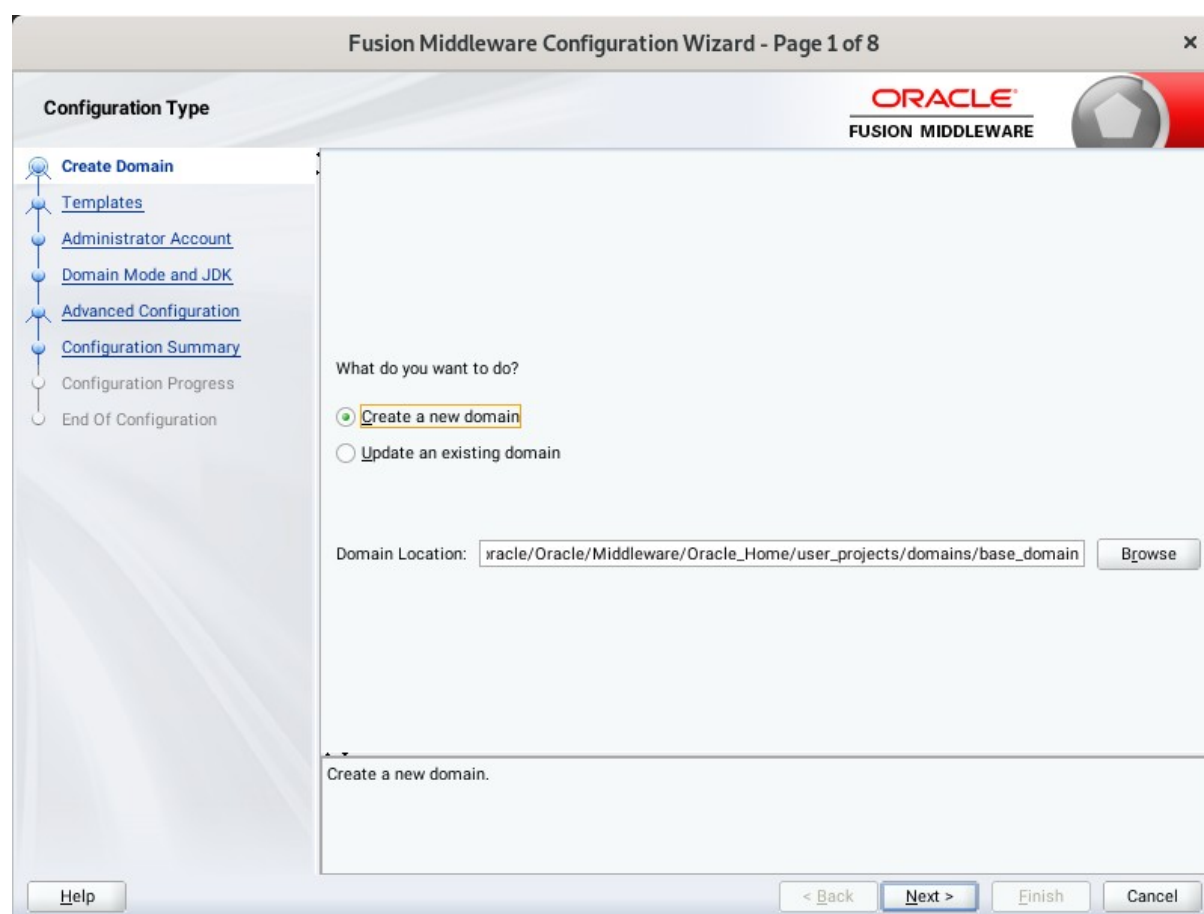 Fusion Middleware Configuration Wizard - Page 1 of 8
Configuration Type
ORACLE
FUSION MIDDLEWARE
Create Domain
Templates
Administrator Account
Domain Mode and JDK
Advanced Configuration
Configuration Summary
Configuration Progress
End Of Configuration
What do you want to do?
Create a new domain
Update an existing domain
Domain Location: racle/Oracle/Middleware/Oracle_Home/user_projects/domains/base_domain Browse
Create a new domain.
Help < Back Next > Finish Cancel